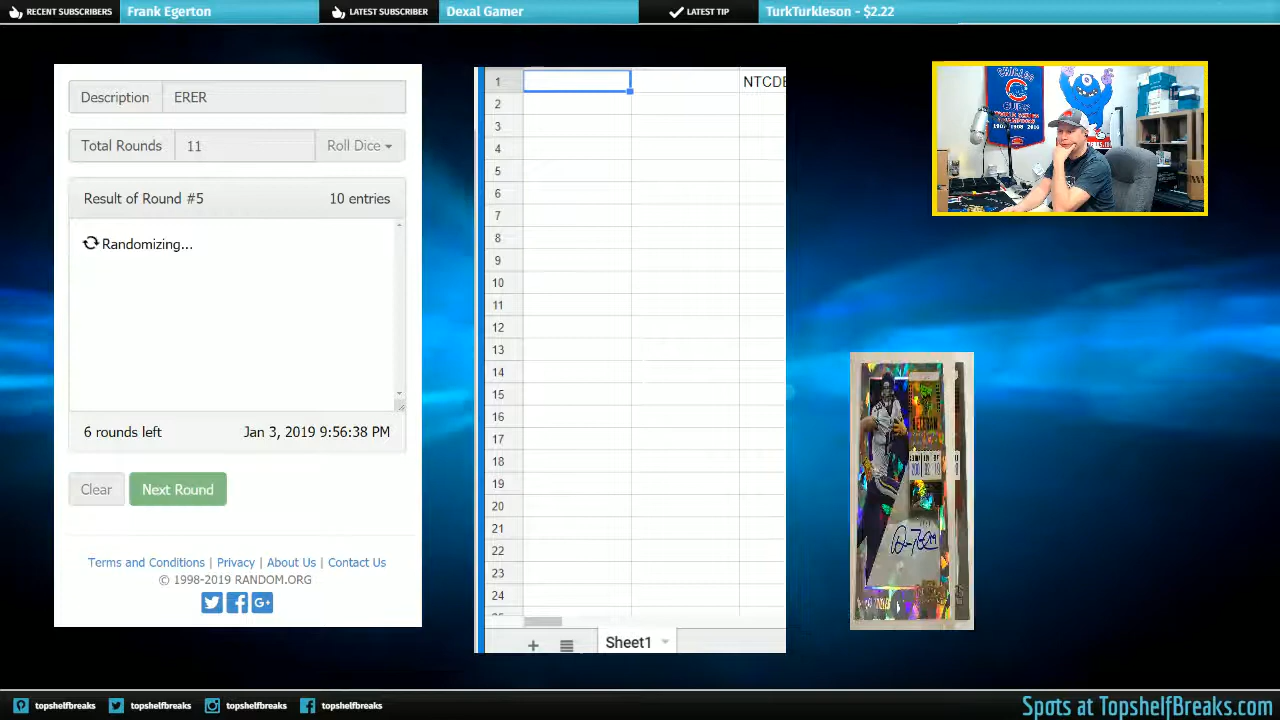 RECENT SUBSCRIBERS Frank Egerton LATEST SUBSCRIBER Dexal Gamer LATEST TIP TurkTurkleson - $2.22
Description ERER
Total Rounds 11 Roll Dice
Result of Round #5 10 entries
Randomizing...
6 rounds left Jan 3, 2019 9:56:38 PM
Clear Next Round
Terms and Conditions | Privacy | About Us | Contact Us
© 1998-2019 RANDOM.ORG
1
NTCDE
2
3
4
5
6
7
8
9
10
11
12
13
14
15
16
17
18
19
20
21
22
23
24
Sheet1
CUBS
topshelfbreaks topshelfbreaks topshelfbreaks topshelfbreaks
Spots at TopshelfBreaks.com